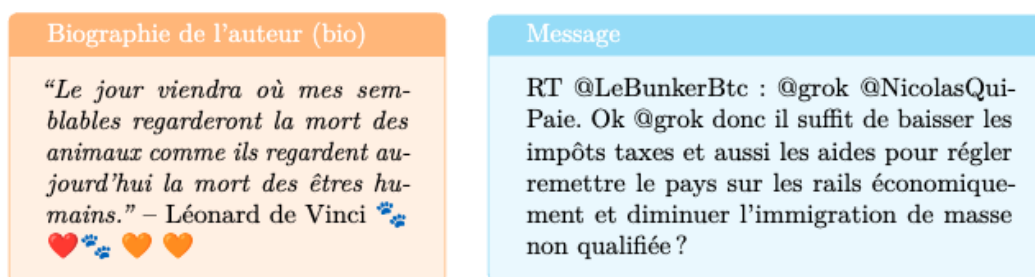 Biographie de l'auteur (bio)
“Le jour viendra où mes sem-
blables regarderont la mort des
animaux comme ils regardent au-
jourd'hui la mort des êtres hu-
mains.” – Léonard de Vinci 🐾
❤️🐾 🧡 🧡
Message
RT @LeBunkerBtc : @grok @NicolasQui-
Paie. Ok @grok donc il suffit de baisser les
impôts taxes et aussi les aides pour régler
remettre le pays sur les rails économique-
ment et diminuer l'immigration de masse
non qualifiée ?